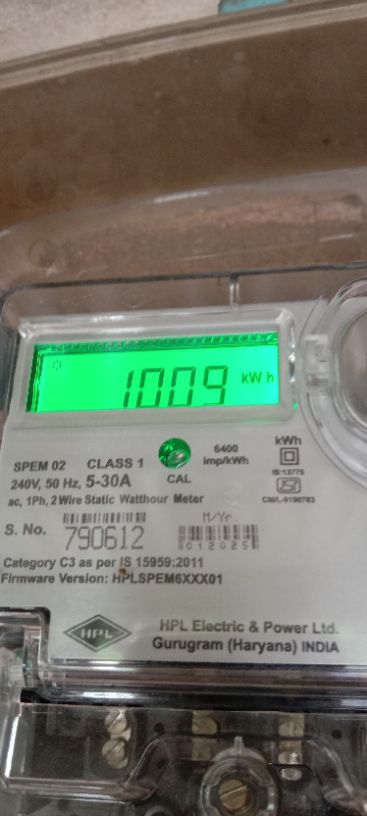 1009 kWh
SPEM 02 CLASS 1
240V, 50 Hz, 5-30A
CAL
6400
imp/kWh
kWh
IS-13779
ac, 1Ph, 2 Wire Static Watthour Meter
S. No. 790612
M/Yr.
012025
Category C3 as per IS 15959:2011
Firmware Version: HPLSPEM6XXX01
HPL
HPL Electric & Power Ltd.
Gurugram (Haryana) INDIA